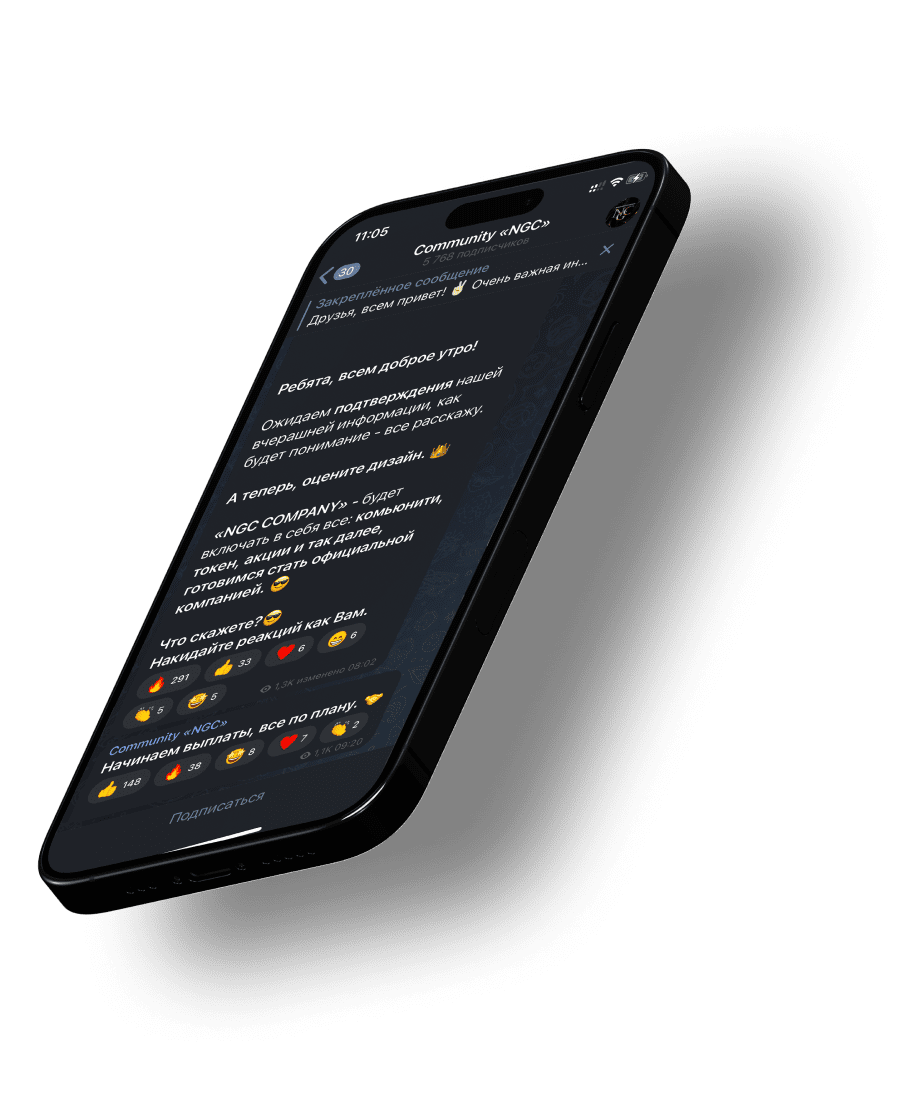 11:05
30
Community «NGC»
5 768 подписчиков
Закреплённое сообщение
Друзья, всем привет! ✌️ Очень важная ин...
Ребята, всем доброе утро!
Ожидаем подтверждения нашей
вчерашней информации, как
будет понимание - все расскажу.
А теперь, оцените дизайн.
«NGC COMPANY» - будет
включать в себя все: комьюнити,
токен, акции и так далее,
готовимся стать официальной
компанией. 😎
Что скажете?😎
Накидайте реакций как Вам.
🔥 291 👍 33 ❤️ 6 😁 6
👏 5 😅 5 1,3K изменено 08:02
Community «NGC»
Начинаем выплаты, все по плану. 🤝
👍 148 🔥 38 😅 8 ❤️ 7 👏 2
1,1K 09:20
Подписаться